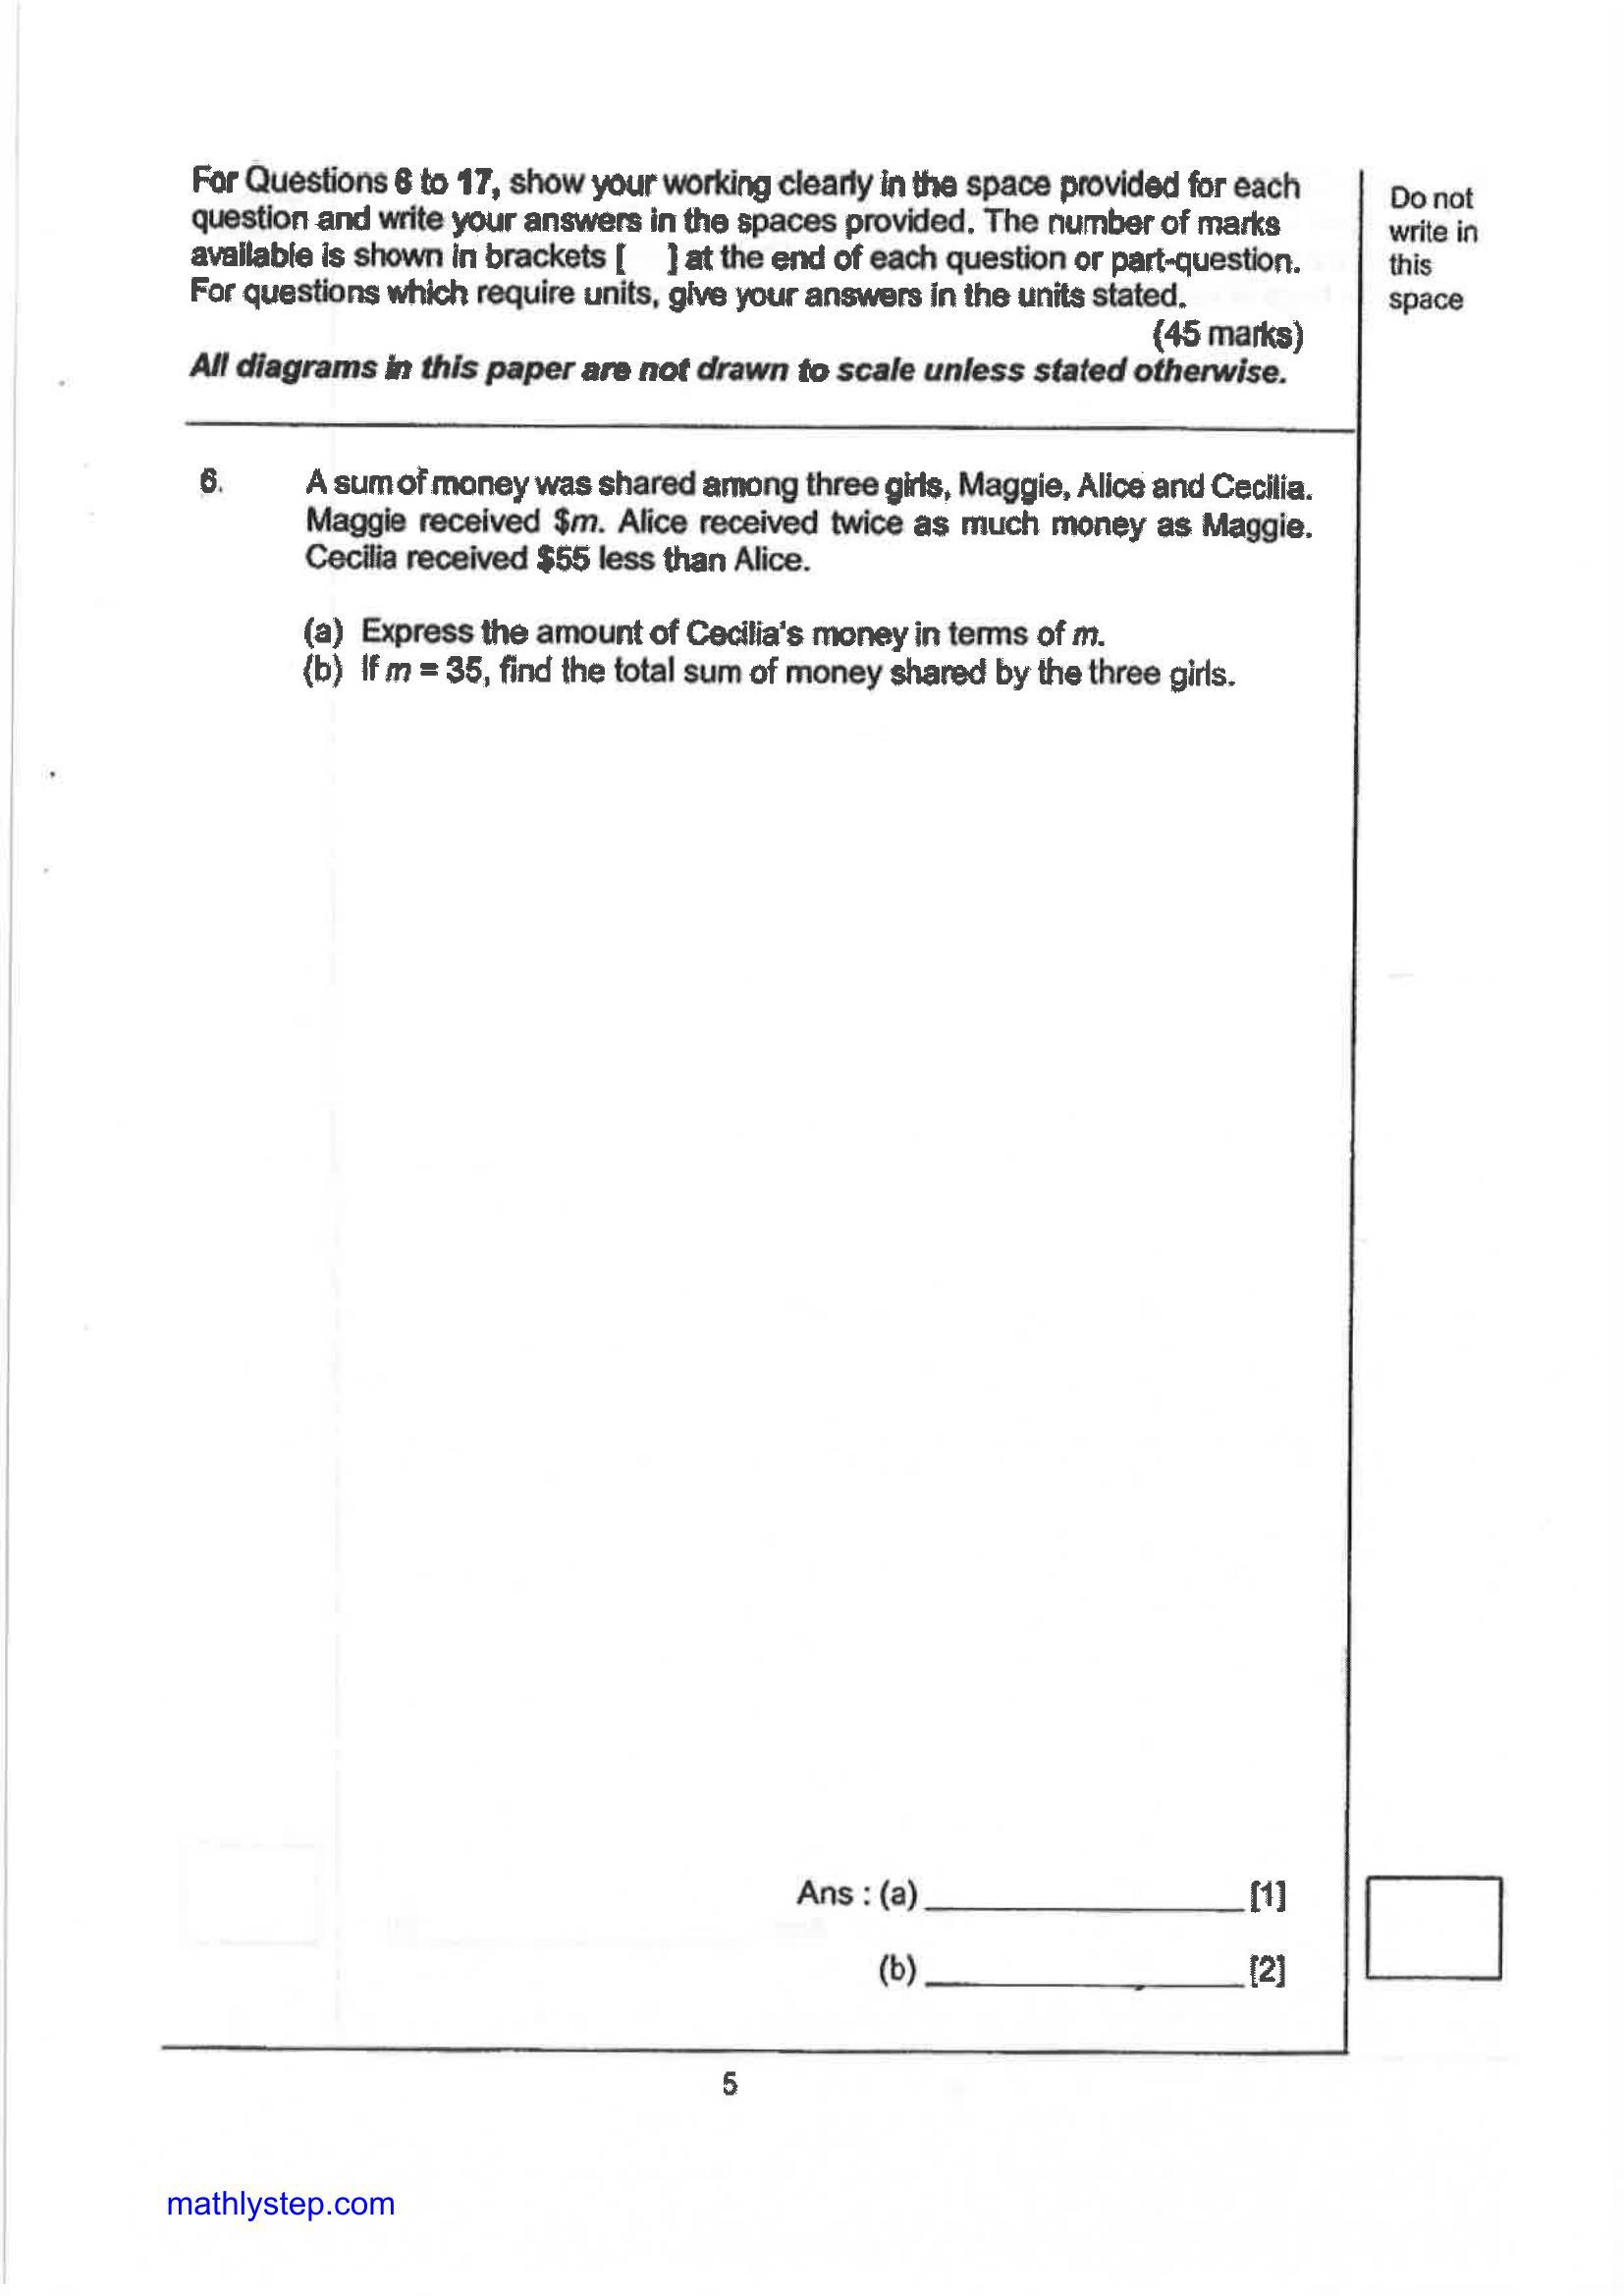 For Questions 6 to 17, show your working clearly in the space provided for each
question and write your answers in the spaces provided. The number of marks
available is shown in brackets [ ] at the end of each question or part-question.
For questions which require units, give your answers in the units stated.
(45 marks)
All diagrams in this paper are not drawn to scale unless stated otherwise.
Do not
write in
this
space
6. A sum of money was shared among three girls, Maggie, Alice and Cecilia.
Maggie received $m. Alice received twice as much money as Maggie.
Cecilia received $55 less than Alice.
(a) Express the amount of Cecilia's money in terms of m.
(b) If m = 35, find the total sum of money shared by the three girls.
Ans : (a) ____________________ [1]
(b) ____________________ [2]
5
mathlystep.com